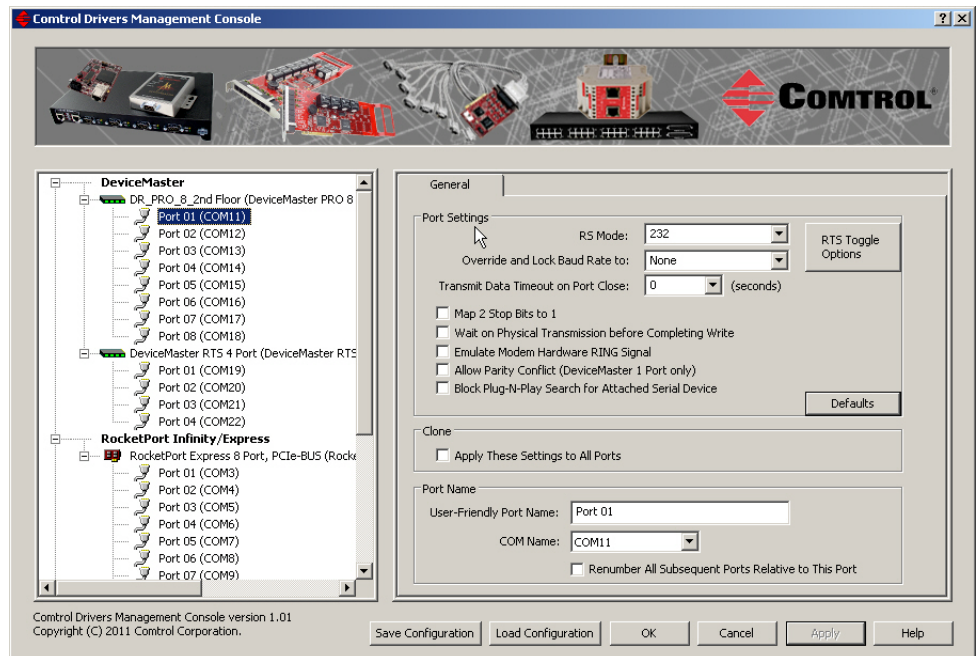 Comtrol Drivers Management Console
COMTROL
DeviceMaster
DR_PRO_8_2nd Floor (DeviceMaster PRO 8
Port 01 (COM11)
Port 02 (COM12)
Port 03 (COM13)
Port 04 (COM14)
Port 05 (COM15)
Port 06 (COM16)
Port 07 (COM17)
Port 08 (COM18)
DeviceMaster RTS 4 Port (DeviceMaster RTS
Port 01 (COM19)
Port 02 (COM20)
Port 03 (COM21)
Port 04 (COM22)
RocketPort Infinity/Express
RocketPort Express 8 Port, PCIe-BUS (Rocke
Port 01 (COM3)
Port 02 (COM4)
Port 03 (COM5)
Port 04 (COM6)
Port 05 (COM7)
Port 06 (COM8)
Port 07 (COM9)
General
Port Settings
RS Mode: 232
RTS Toggle
Options
Override and Lock Baud Rate to: None
Transmit Data Timeout on Port Close: 0 (seconds)
Map 2 Stop Bits to 1
Wait on Physical Transmission before Completing Write
Emulate Modem Hardware RING Signal
Allow Parity Conflict (DeviceMaster 1 Port only)
Block Plug-N-Play Search for Attached Serial Device
Defaults
Clone
Apply These Settings to All Ports
Port Name
User-Friendly Port Name: Port 01
COM Name: COM11
Renumber All Subsequent Ports Relative to This Port
Comtrol Drivers Management Console version 1.01
Copyright (C) 2011 Comtrol Corporation.
Save Configuration Load Configuration OK Cancel Apply Help